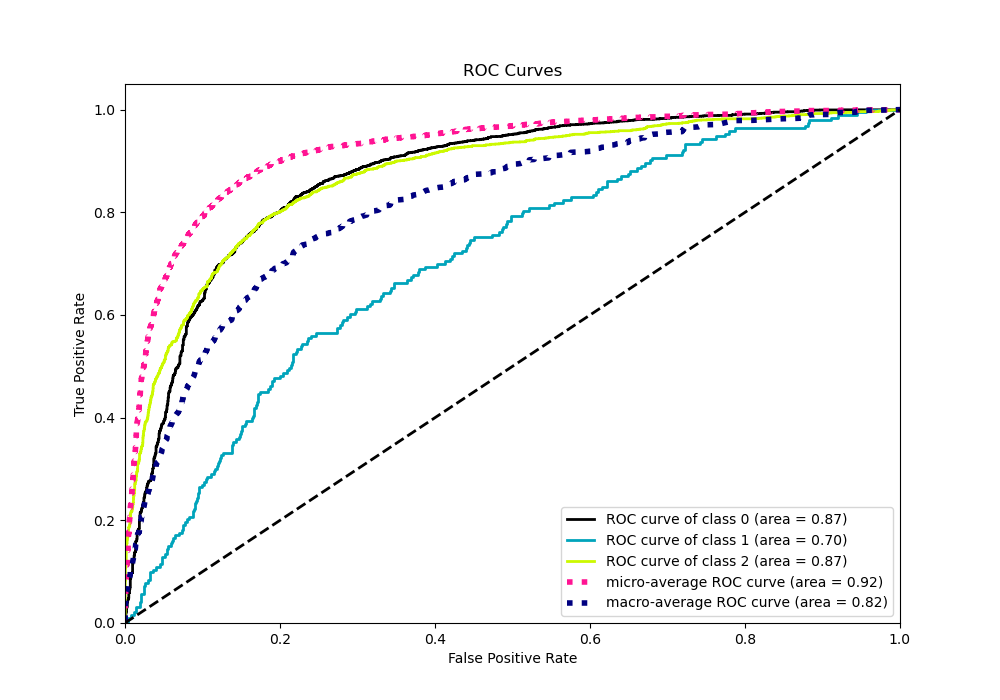 ROC Curves
True Positive Rate
1.0
0.8
0.6
0.4
0.2
0.0
0.0 0.2 0.4 0.6 0.8 1.0
False Positive Rate
ROC curve of class 0 (area = 0.87)
ROC curve of class 1 (area = 0.70)
ROC curve of class 2 (area = 0.87)
micro-average ROC curve (area = 0.92)
macro-average ROC curve (area = 0.82)